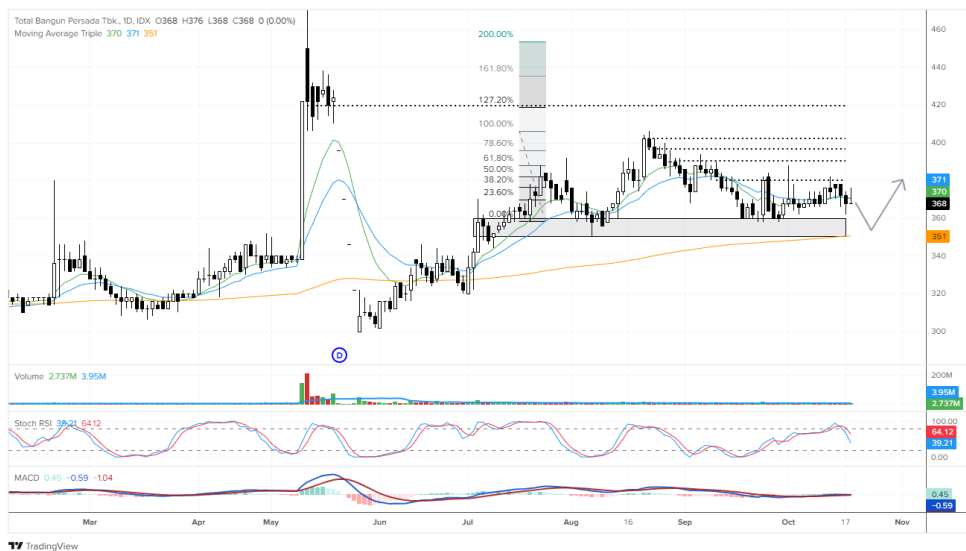 Total Bangun Persada Tbk., 1D, IDX O368 H376 L368 C368 0 (0.00%)
Moving Average Triple 370 371 351
200.00%
161.80%
127.20%
100.00%
78.60%
61.80%
50.00%
38.20%
23.60%
0.00%
460
440
420
400
371
370
368
360
351
340
320
300
D
Volume 2.737M 3.95M
200M
3.95M
2.737M
Stoch RSI 39.21 64.12
100.00
64.12
39.21
0.00
MACD 0.45 −0.59 −1.04
0.45
−0.59
Mar Apr May Jun Jul Aug 16 Sep Oct 17 Nov
TradingView